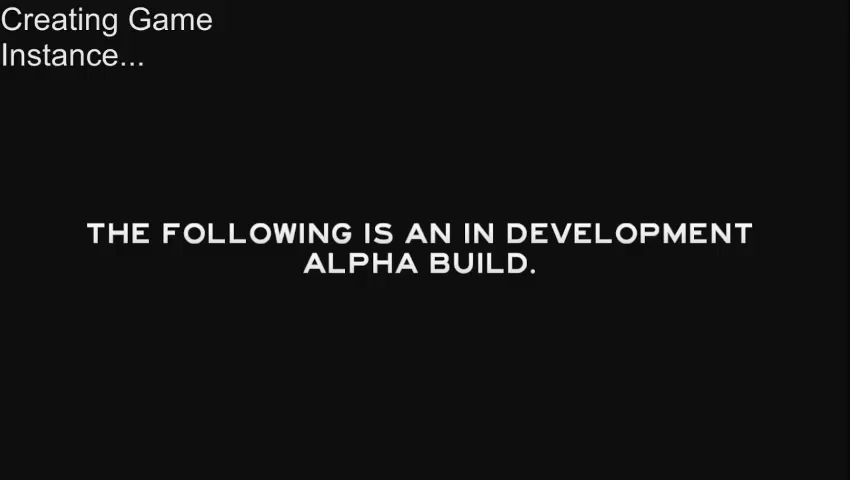 Creating Game
Instance...
THE FOLLOWING IS AN IN DEVELOPMENT
ALPHA BUILD.